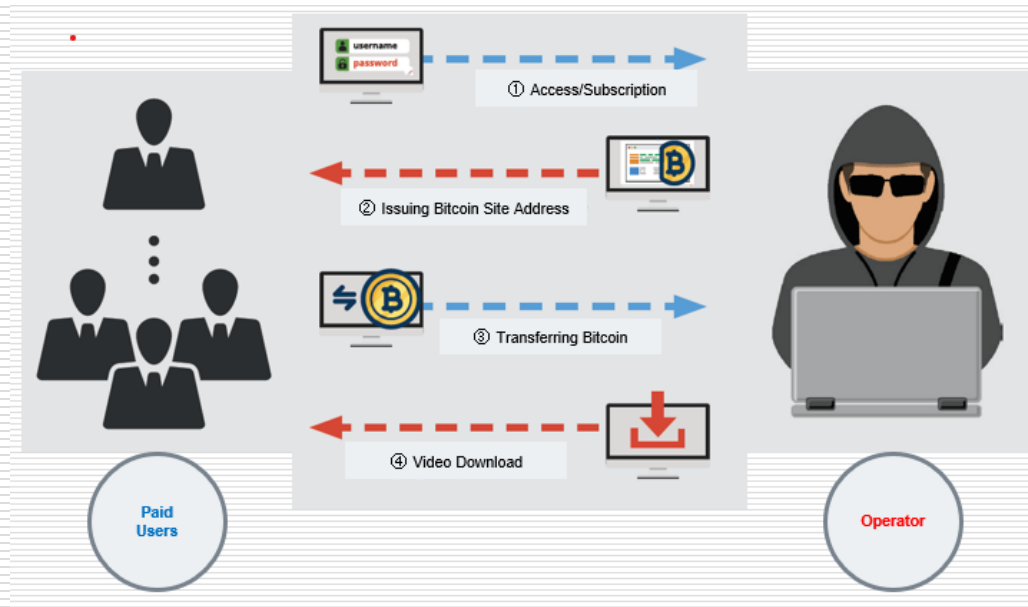 username
password
① Access/Subscription
② Issuing Bitcoin Site Address
③ Transferring Bitcoin
④ Video Download
Paid
Users
Operator